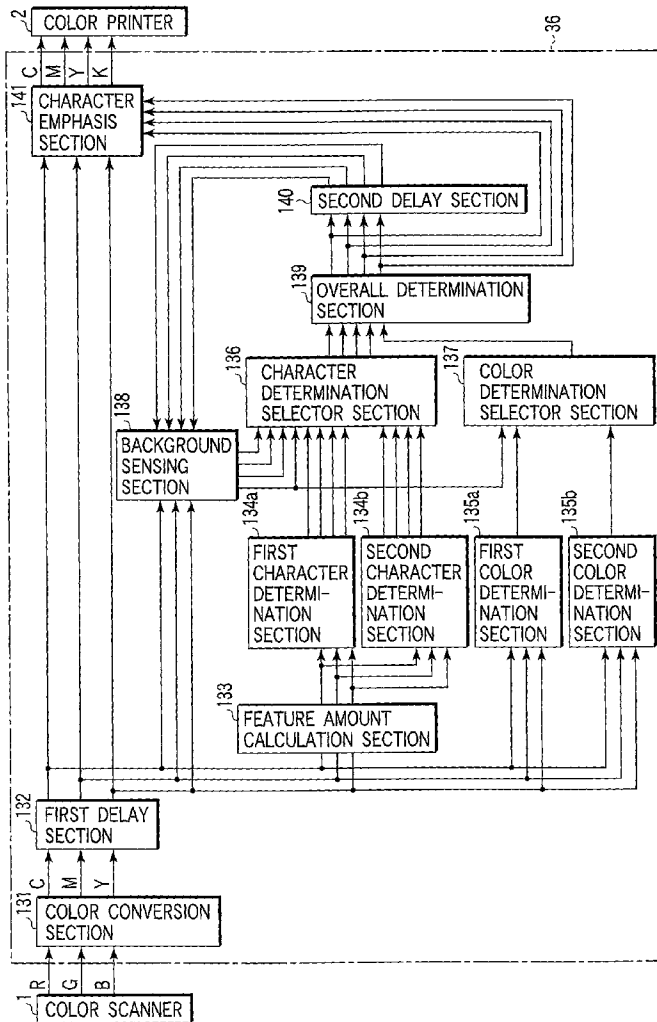 1
COLOR SCANNER
R
G
B
131
COLOR CONVERSION
SECTION
C
M
Y
132
FIRST DELAY
SECTION
133
FEATURE AMOUNT
CALCULATION SECTION
134a
FIRST
CHARACTER
DETERMI-
NATION
SECTION
134b
SECOND
CHARACTER
DETERMI-
NATION
SECTION
135a
FIRST
COLOR
DETERMI-
NATION
SECTION
135b
SECOND
COLOR
DETERMI-
NATION
SECTION
138
BACKGROUND
SENSING
SECTION
136
CHARACTER
DETERMINATION
SELECTOR SECTION
137
COLOR
DETERMINATION
SELECTOR SECTION
139
OVERALL DETERMINATION
SECTION
140
SECOND DELAY SECTION
141
CHARACTER
EMPHASIS
SECTION
C
M
Y
K
2
COLOR PRINTER
36